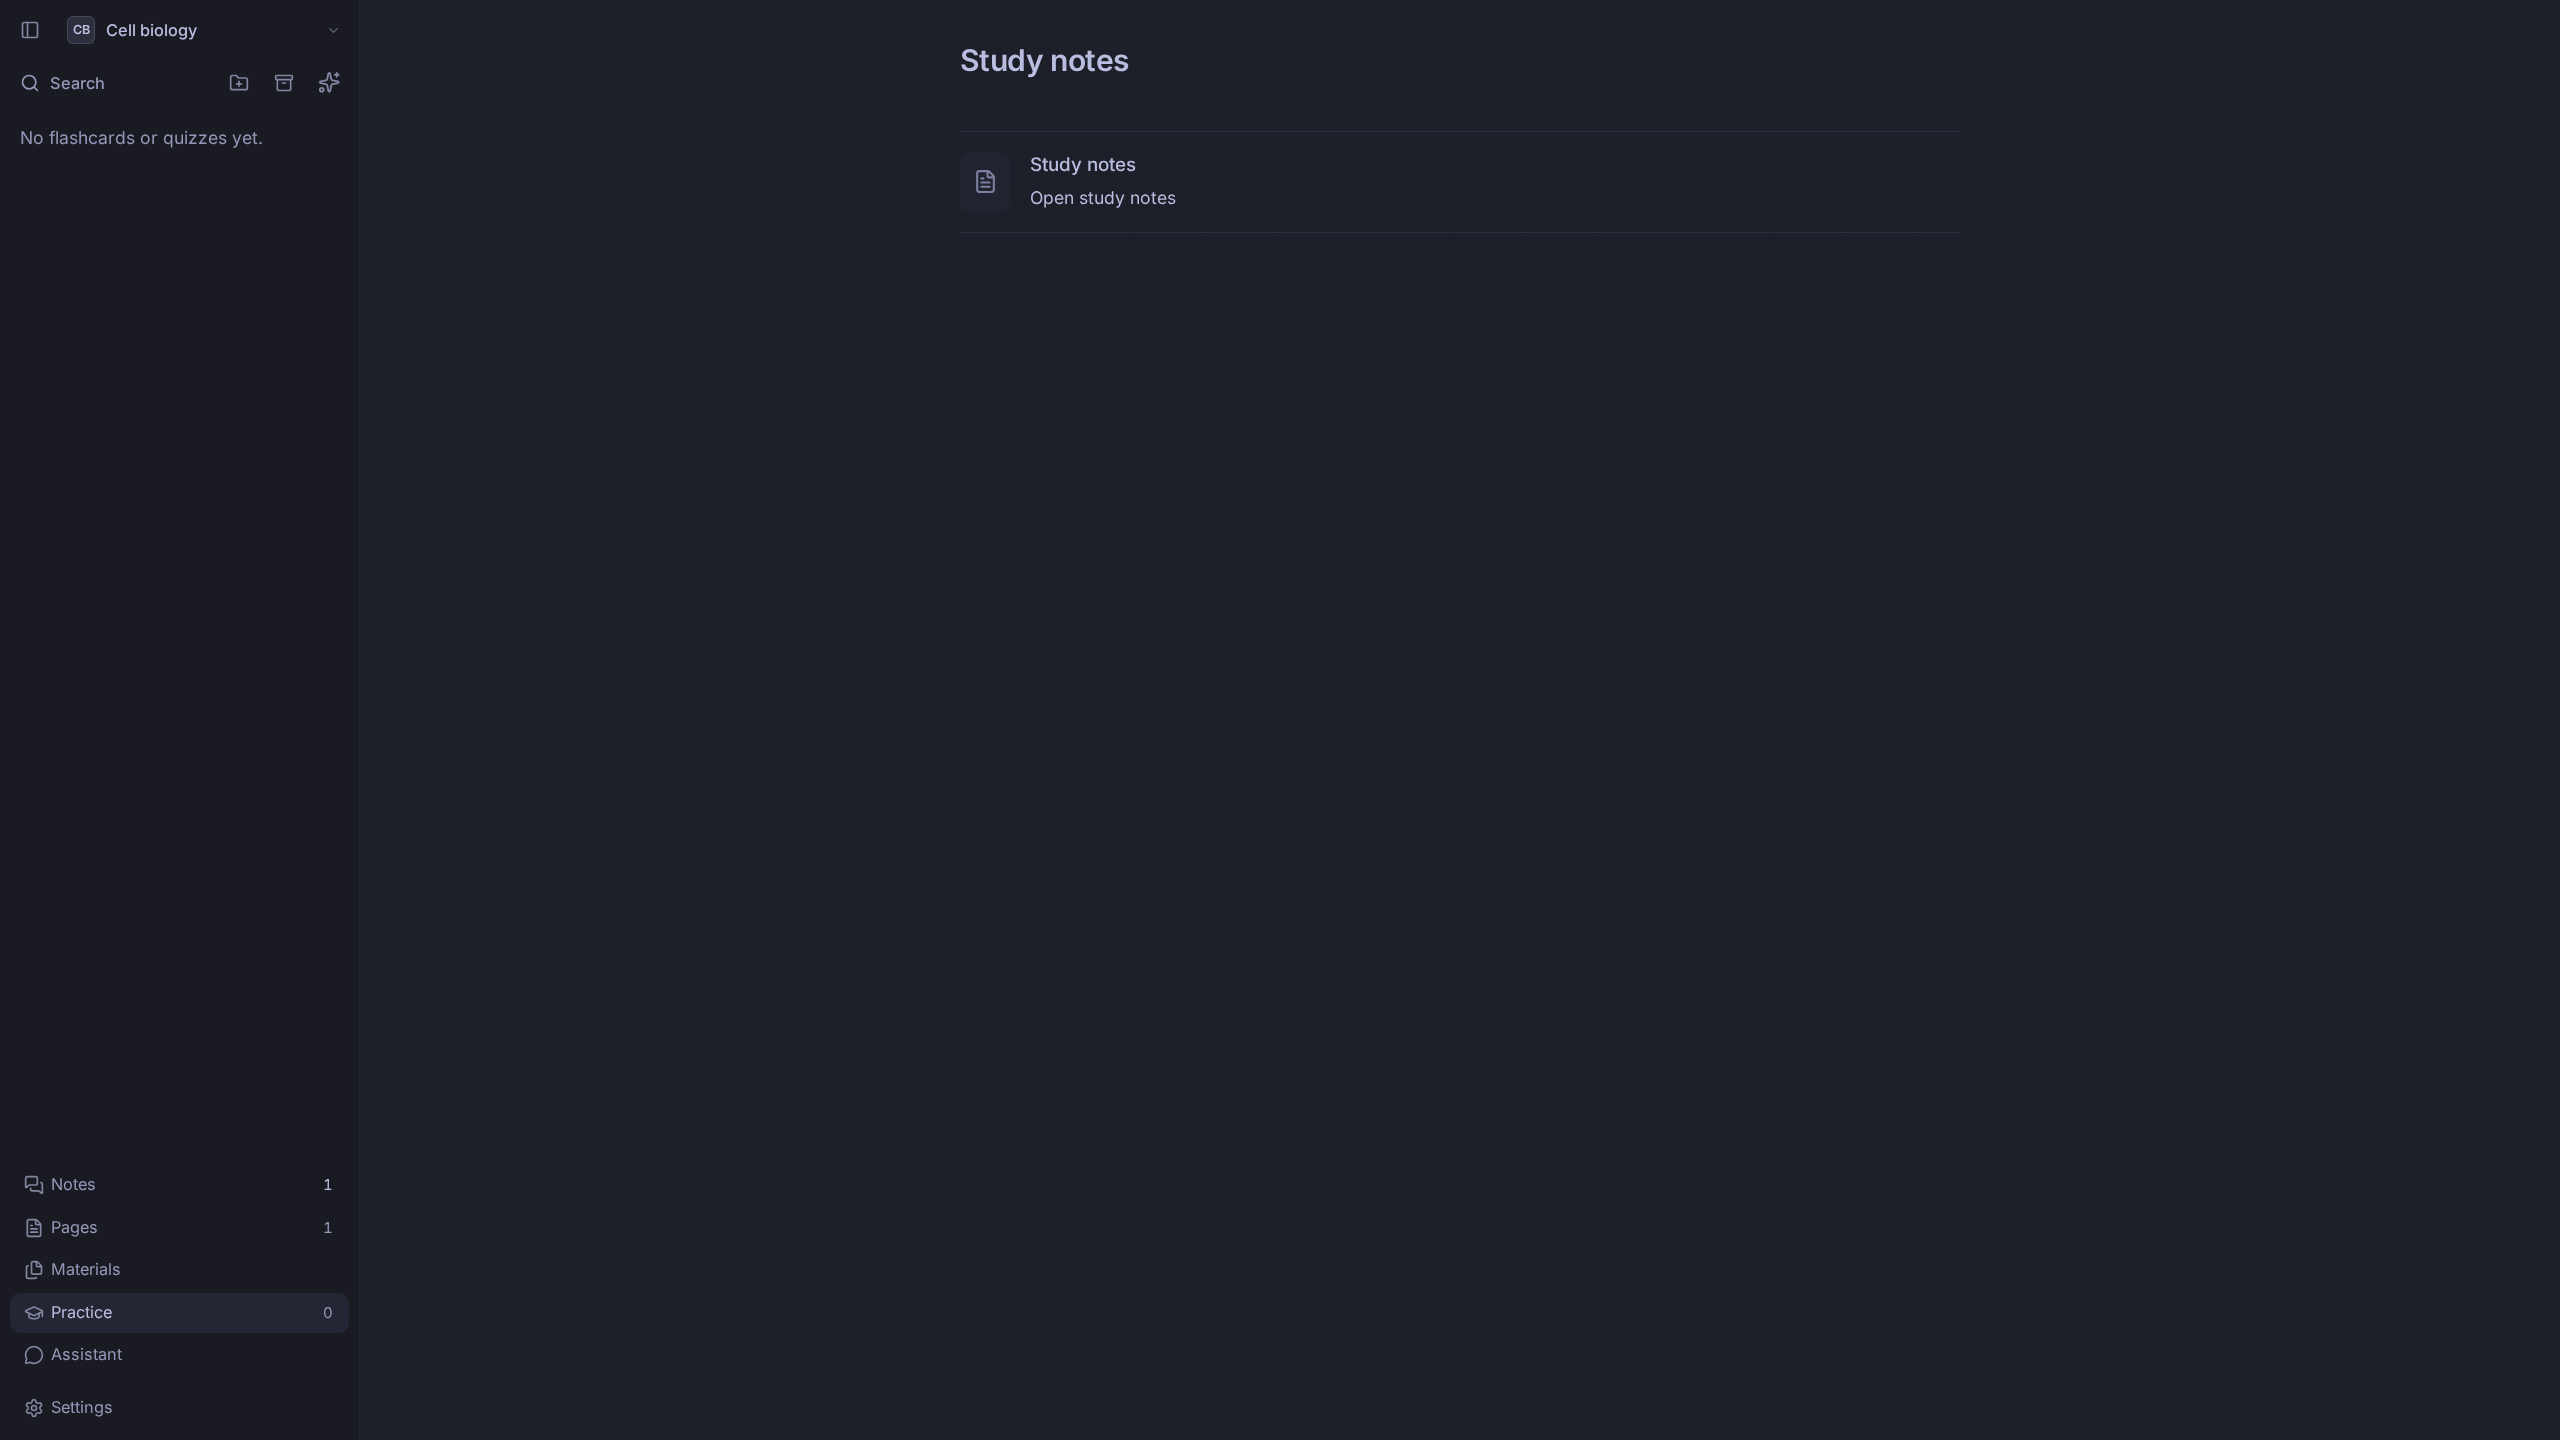 CB Cell biology
Search
No flashcards or quizzes yet.
Notes 1
Pages 1
Materials
Practice 0
Assistant
Settings
Study notes
Study notes
Open study notes